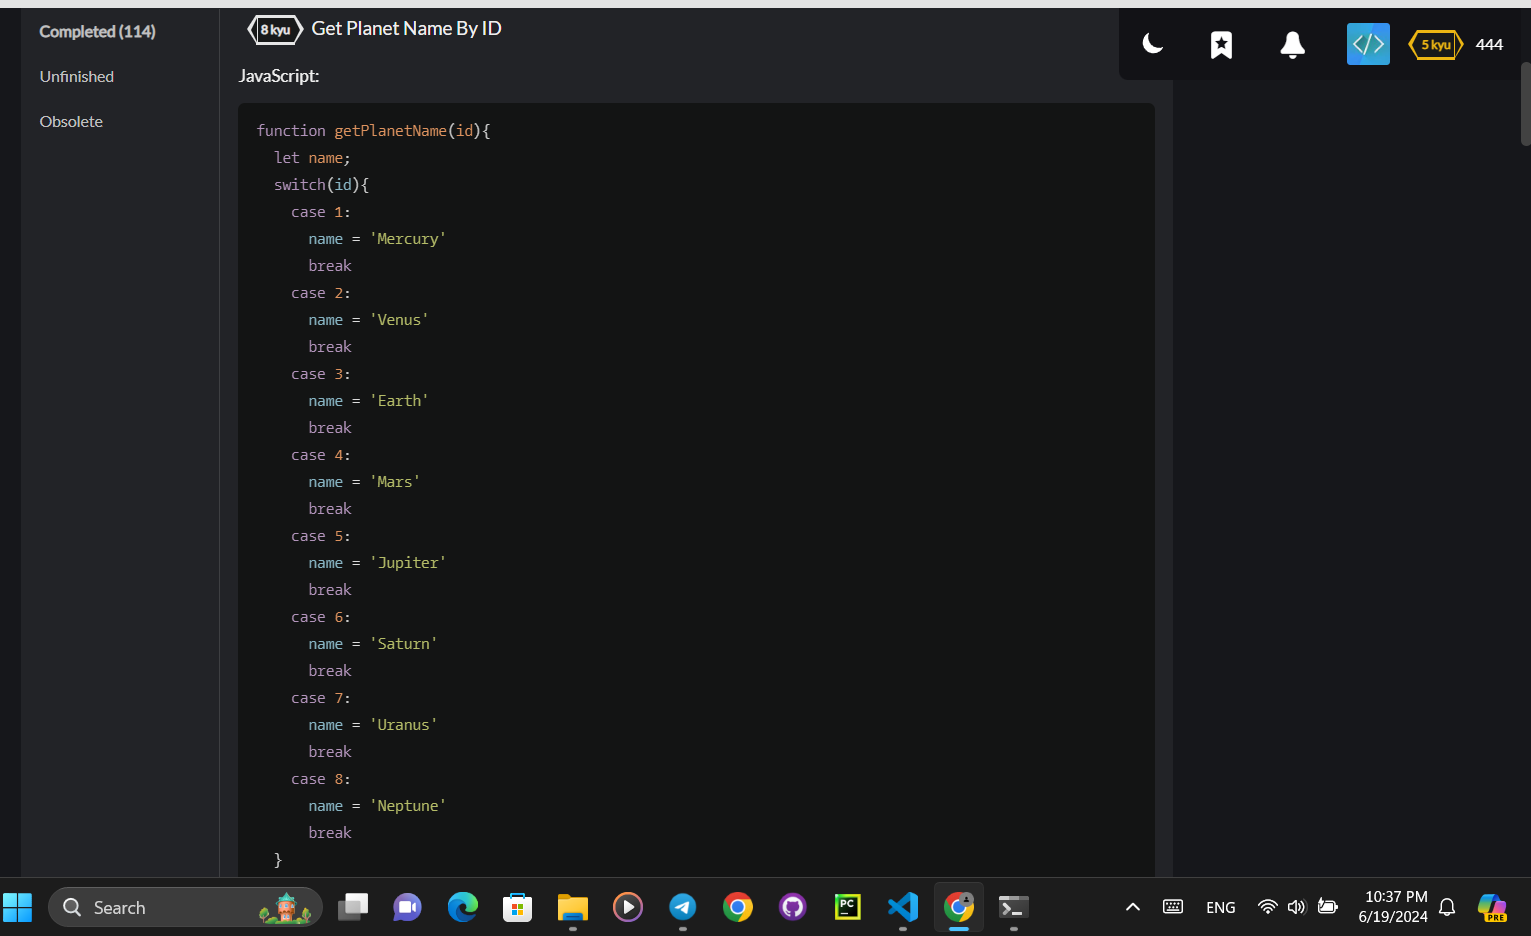 Completed (114)
Unfinished
Obsolete
8 kyu Get Planet Name By ID
5 kyu 444
JavaScript:
function getPlanetName(id){
  let name;
  switch(id){
    case 1:
      name = 'Mercury'
      break
    case 2:
      name = 'Venus'
      break
    case 3:
      name = 'Earth'
      break
    case 4:
      name = 'Mars'
      break
    case 5:
      name = 'Jupiter'
      break
    case 6:
      name = 'Saturn'
      break
    case 7:
      name = 'Uranus'
      break
    case 8:
      name = 'Neptune'
      break
  }
Search
PC
ENG
10:37 PM
6/19/2024
PRE